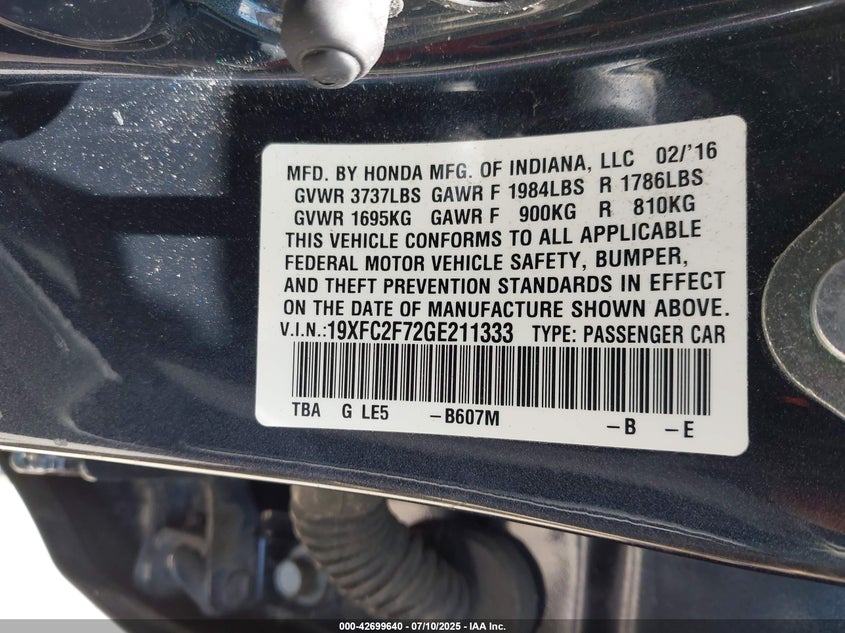 MFD. BY HONDA MFG. OF INDIANA, LLC 02/'16
GVWR 3737LBS GAWR F 1984LBS R 1786LBS
GVWR 1695KG GAWR F 900KG R 810KG
THIS VEHICLE CONFORMS TO ALL APPLICABLE
FEDERAL MOTOR VEHICLE SAFETY, BUMPER,
AND THEFT PREVENTION STANDARDS IN EFFECT
ON THE DATE OF MANUFACTURE SHOWN ABOVE.
V.I.N.:19XFC2F72GE211333 TYPE: PASSENGER CAR
TBA G LE5 -B607M -B -E
000-42699640 / 07/10/2025 - IAA Inc.